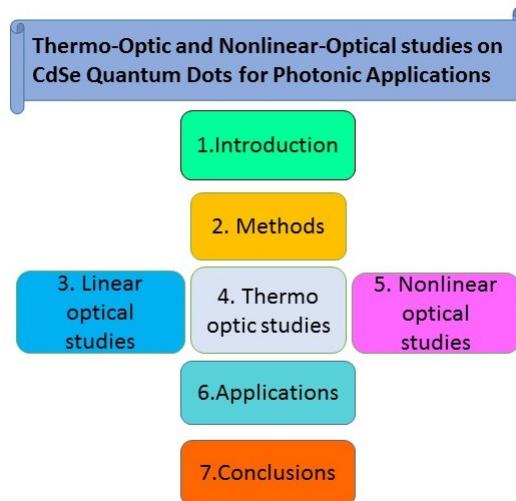 Thermo-Optic and Nonlinear-Optical studies on
CdSe Quantum Dots for Photonic Applications
1.Introduction
2. Methods
3. Linear
optical
studies
4. Thermo
optic studies
5. Nonlinear
optical
studies
6.Applications
7.Conclusions